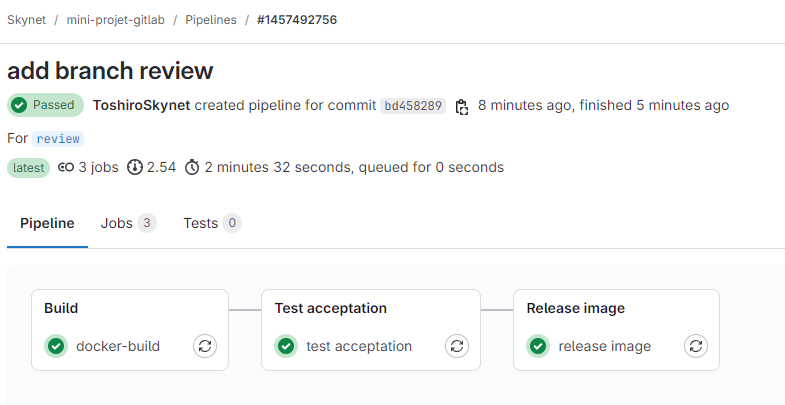 Skynet / mini-projet-gitlab / Pipelines / #1457492756
add branch review
Passed ToshiroSkynet created pipeline for commit bd458289 8 minutes ago, finished 5 minutes ago
For review
latest 3 jobs 2.54 2 minutes 32 seconds, queued for 0 seconds
Pipeline Jobs 3 Tests 0
Build Test acceptation Release image
docker-build test acceptation release image